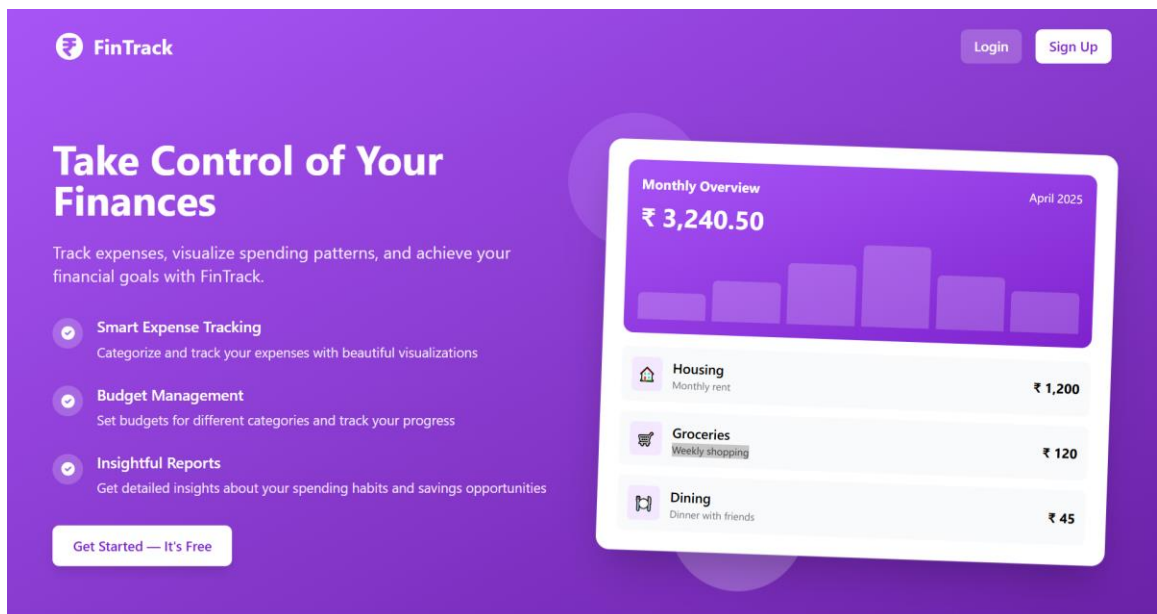 FinTrack
Login
Sign Up
Take Control of Your
Finances
Track expenses, visualize spending patterns, and achieve your
financial goals with FinTrack.
Smart Expense Tracking
Categorize and track your expenses with beautiful visualizations
Budget Management
Set budgets for different categories and track your progress
Insightful Reports
Get detailed insights about your spending habits and savings opportunities
Get Started — It's Free
Monthly Overview
April 2025
₹ 3,240.50
Housing
Monthly rent
₹ 1,200
Groceries
Weekly shopping
₹ 120
Dining
Dinner with friends
₹ 45